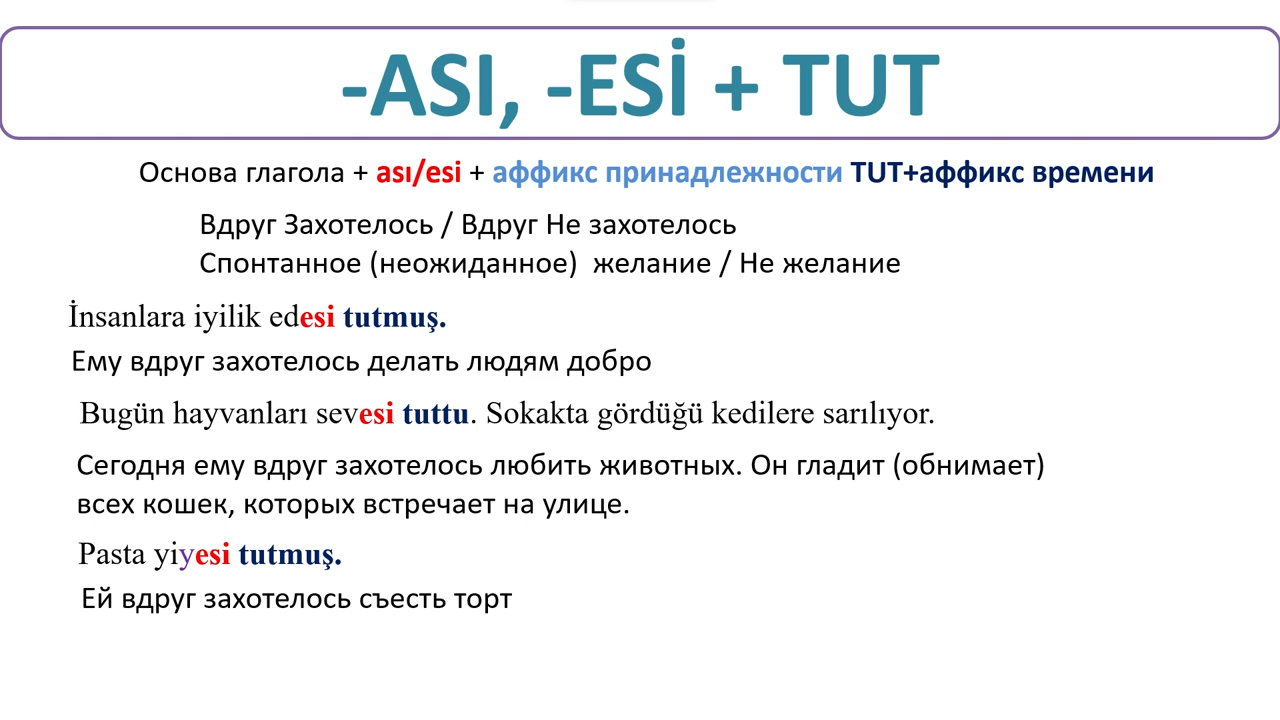 -ASI, -ESİ + TUT
Основа глагола + ası/esi + аффикс принадлежности TUT+аффикс времени
Вдруг Захотелось / Вдруг Не захотелось
Спонтанное (неожиданное) желание / Не желание
İnsanlara iyilik edesi tutmuş.
Ему вдруг захотелось делать людям добро
Bugün hayvanları sevesi tuttu. Sokakta gördüğü kedilere sarılıyor.
Сегодня ему вдруг захотелось любить животных. Он гладит (обнимает)
всех кошек, которых встречает на улице.
Pasta yiyesi tutmuş.
Ей вдруг захотелось съесть торт